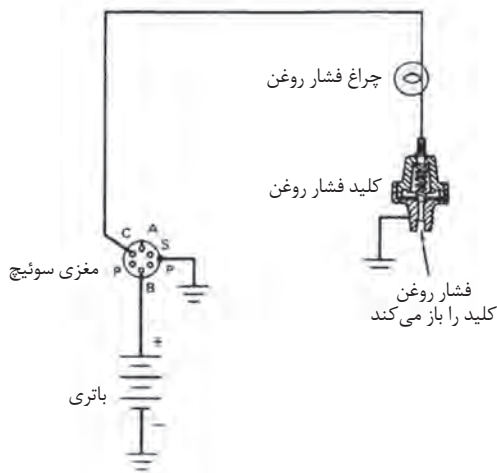 چراغ فشار روغن
کلید فشار روغن
فشار روغن
کلید را باز می‌کند
مغزی سوئیچ
C A S
P P
B
+
باتری
−